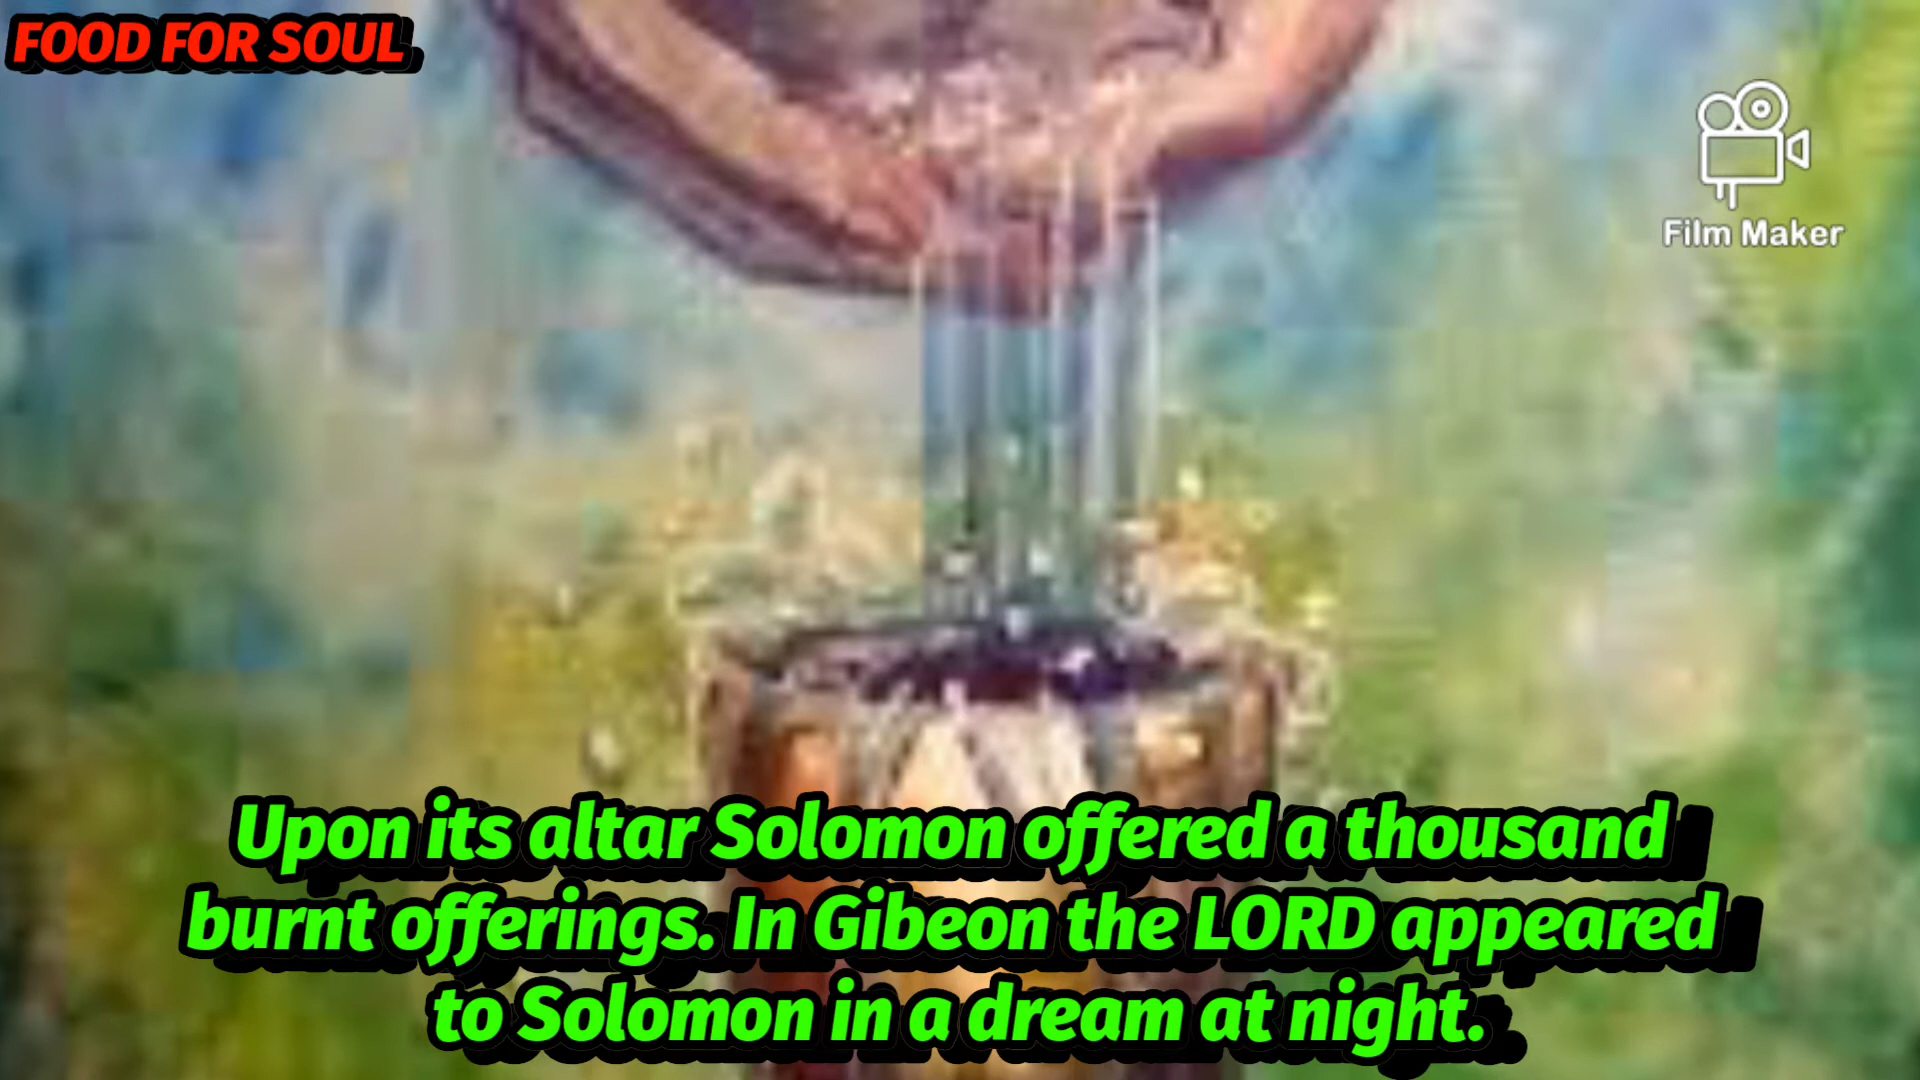 FOOD FOR SOUL
Film Maker
Upon its altar Solomon offered a thousand
burnt offerings. In Gibeon the LORD appeared
to Solomon in a dream at night.